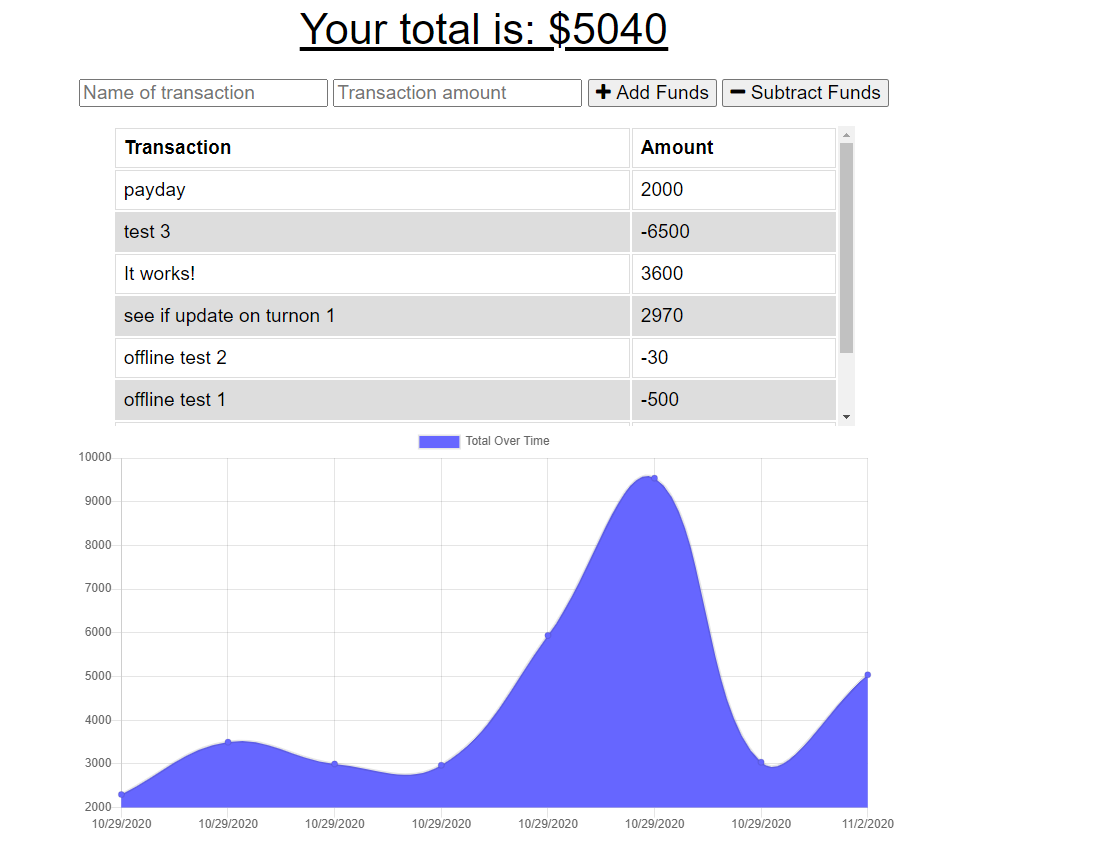 Your total is: $5040
Name of transaction Transaction amount + Add Funds − Subtract Funds
Transaction Amount
payday 2000
test 3 -6500
It works! 3600
see if update on turnon 1 2970
offline test 2 -30
offline test 1 -500
Total Over Time
10000
9000
8000
7000
6000
5000
4000
3000
2000
10/29/2020 10/29/2020 10/29/2020 10/29/2020 10/29/2020 10/29/2020 10/29/2020 11/2/2020